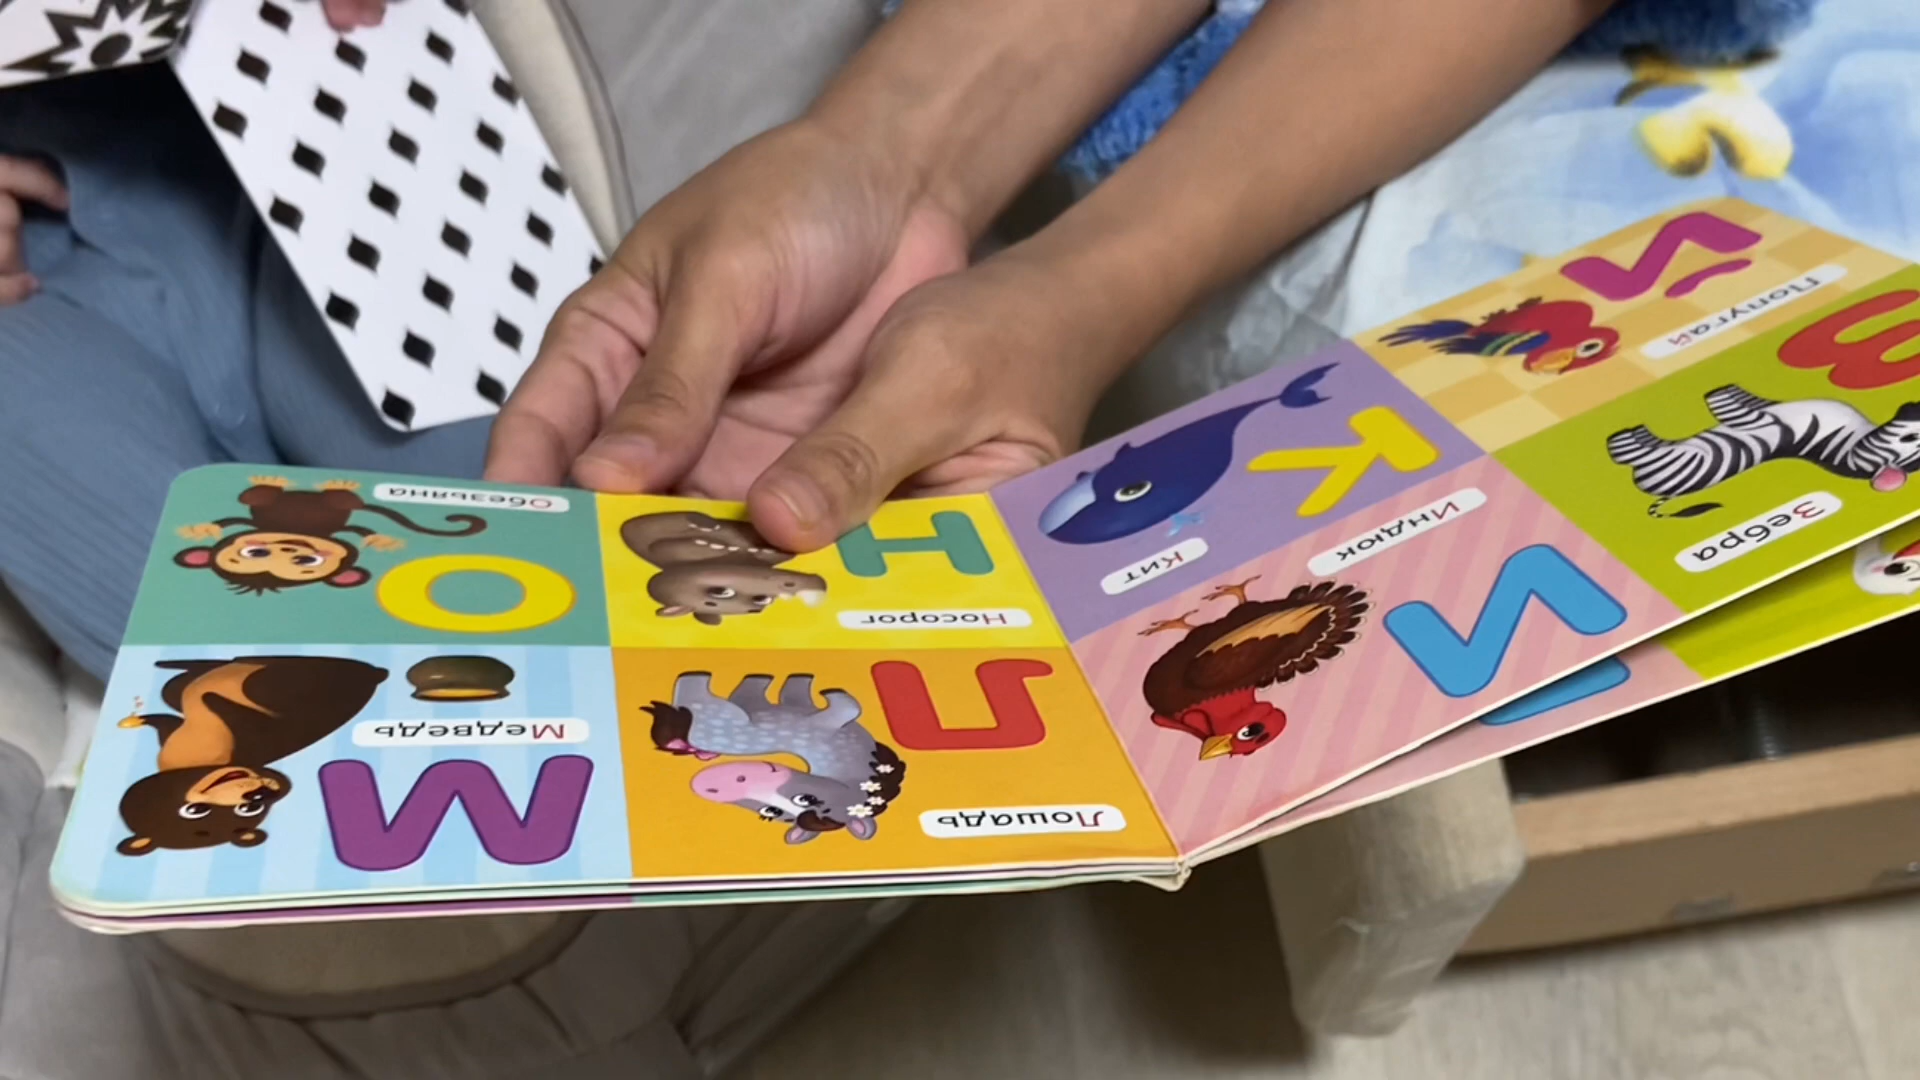 З
Зебра
И
Индюк
Й
Попугай
К
Кит
Л
Лошадь
М
Медведь
Н
Носорог
О
Обезьяна